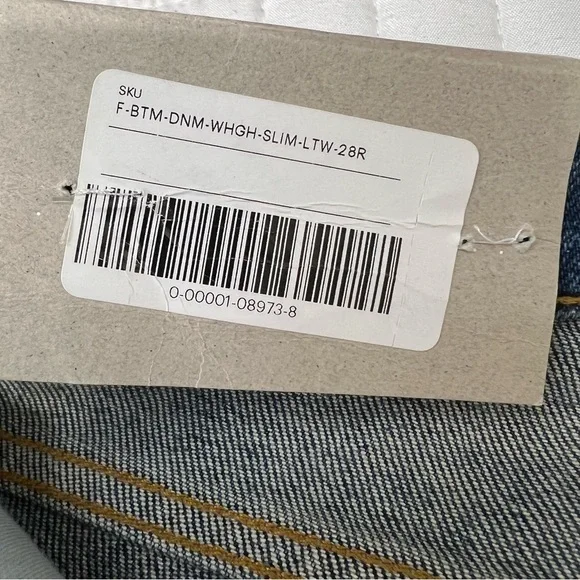 SKU
F-BTM-DNM-WHGH-SLIM-LTW-28R
0-00001-08973-8